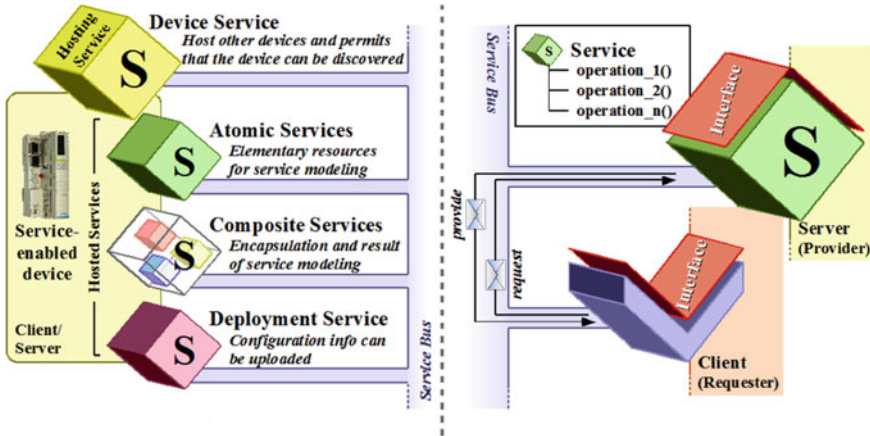 Device Service
Host other devices and permits
that the device can be discovered
Hosting
Service
S
Atomic Services
Elementary resources
for service modeling
S
Composite Services
Encapsulation and result
of service modeling
S
Deployment Service
Configuration info can
be uploaded
S
Service-
enabled
device
Hosted Services
Client/
Server
Service Bus
Service Bus
S
Service
operation_1()
operation_2()
operation_n()
Interface
S
Server
(Provider)
provide
request
Interface
Client
(Requester)